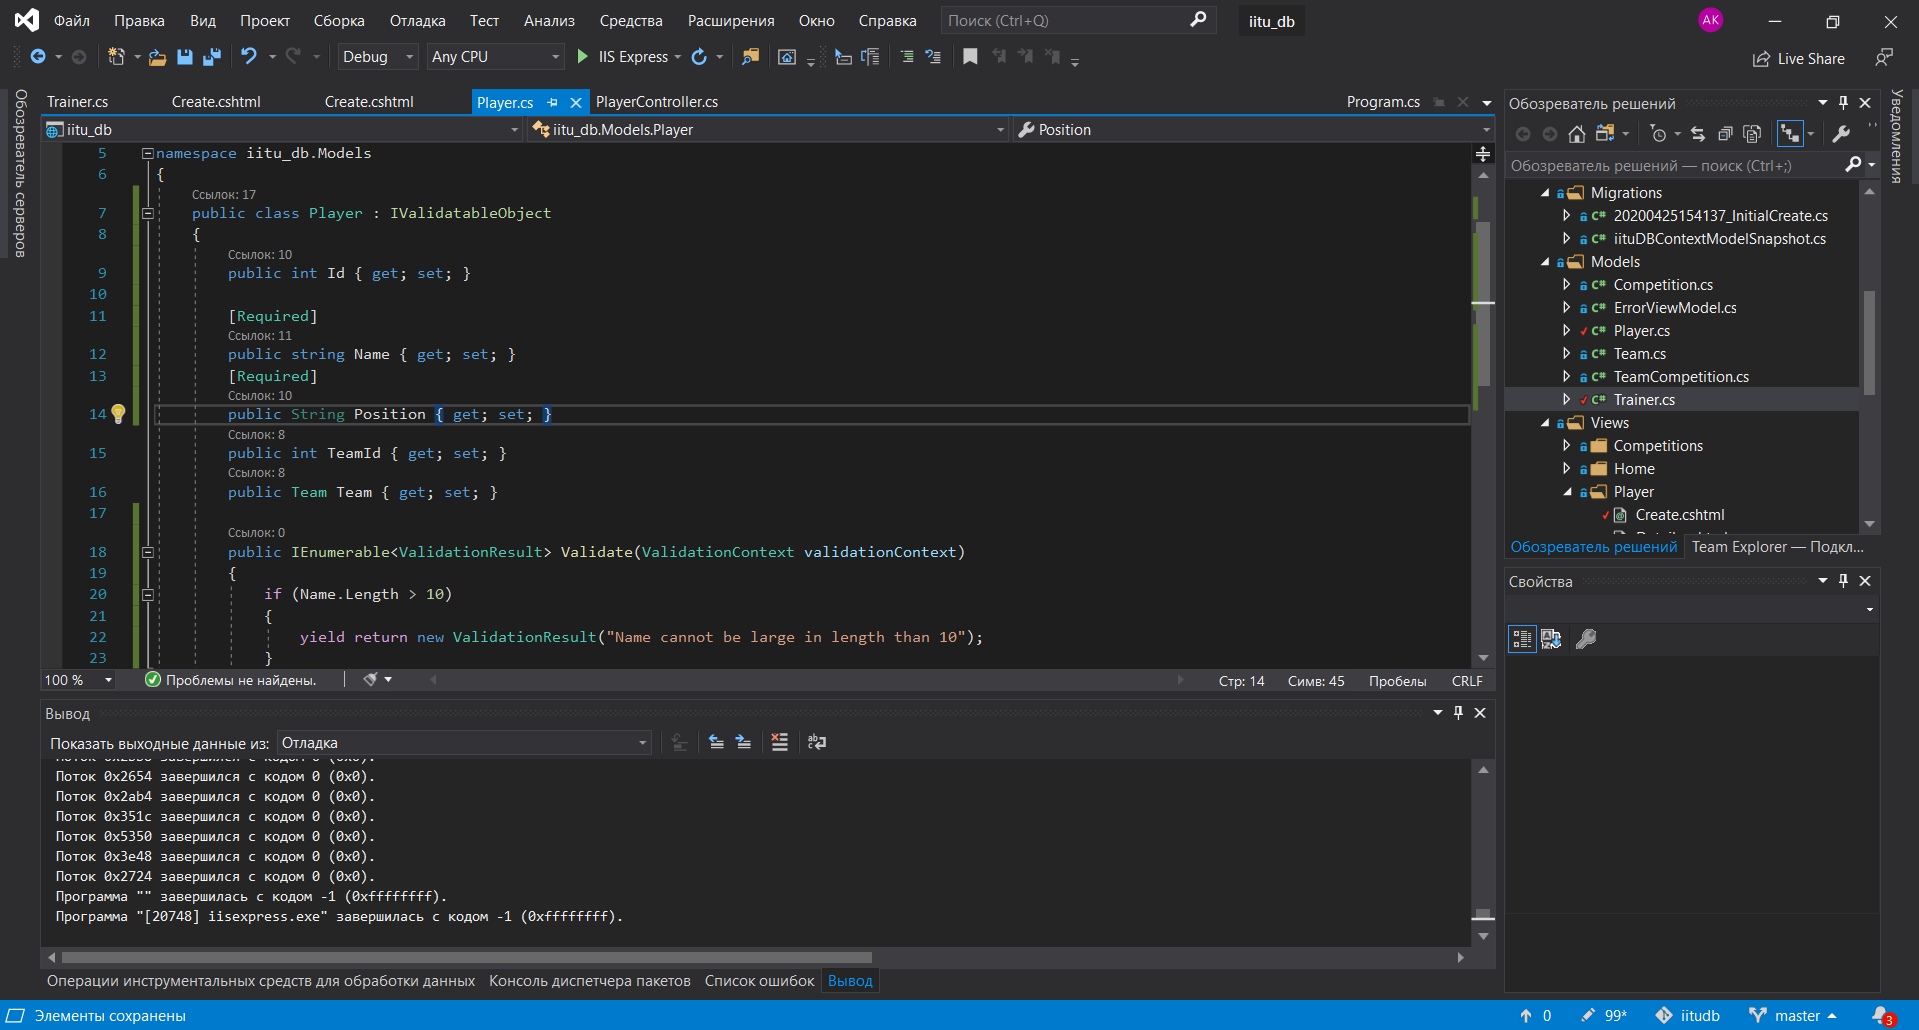 Файл Правка Вид Проект Сборка Отладка Тест Анализ Средства Расширения Окно Справка Поиск (Ctrl+Q) iitu_db AK
Debug Any CPU IIS Express Live Share
Обозреватель серверов
Trainer.cs Create.cshtml Create.cshtml Player.cs PlayerController.cs Program.cs
iitu_db iitu_db.Models.Player Position
5 namespace iitu_db.Models
6 {
Ссылок: 17
7 public class Player : IValidatableObject
8 {
Ссылок: 10
9 public int Id { get; set; }
10
11 [Required]
Ссылок: 11
12 public string Name { get; set; }
13 [Required]
Ссылок: 10
14 public String Position { get; set; }
Ссылок: 8
15 public int TeamId { get; set; }
Ссылок: 8
16 public Team Team { get; set; }
17
Ссылок: 0
18 public IEnumerable<ValidationResult> Validate(ValidationContext validationContext)
19 {
20 if (Name.Length > 10)
21 {
22 yield return new ValidationResult("Name cannot be large in length than 10");
23 }
100 % Проблемы не найдены. Стр: 14 Симв: 45 Пробелы CRLF
Вывод
Показать выходные данные из: Отладка
Поток 0x2654 завершился с кодом 0 (0x0).
Поток 0x2ab4 завершился с кодом 0 (0x0).
Поток 0x351c завершился с кодом 0 (0x0).
Поток 0x5350 завершился с кодом 0 (0x0).
Поток 0x3e48 завершился с кодом 0 (0x0).
Поток 0x2724 завершился с кодом 0 (0x0).
Программа "" завершилась с кодом -1 (0xffffffff).
Программа "[20748] iisexpress.exe" завершилась с кодом -1 (0xffffffff).
Операции инструментальных средств для обработки данных Консоль диспетчера пакетов Список ошибок Вывод
Обозреватель решений
Обозреватель решений — поиск (Ctrl+;)
Migrations
C# 20200425154137_InitialCreate.cs
C# iituDBContextModelSnapshot.cs
Models
C# Competition.cs
C# ErrorViewModel.cs
C# Player.cs
C# Team.cs
C# TeamCompetition.cs
C# Trainer.cs
Views
Competitions
Home
Player
Create.cshtml
Обозреватель решений Team Explorer — Подкл...
Свойства
Уведомления
Элементы сохранены 0 99* iitudb master 3